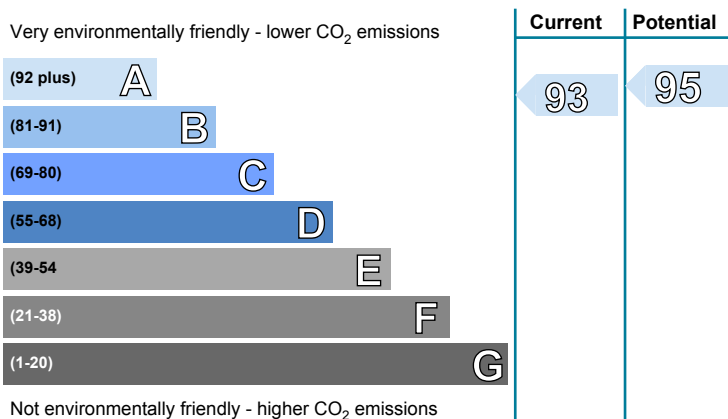 Current Potential
Very environmentally friendly - lower CO2 emissions
(92 plus) A
93 95
(81-91) B
(69-80) C
(55-68) D
(39-54 E
(21-38) F
(1-20) G
Not environmentally friendly - higher CO2 emissions